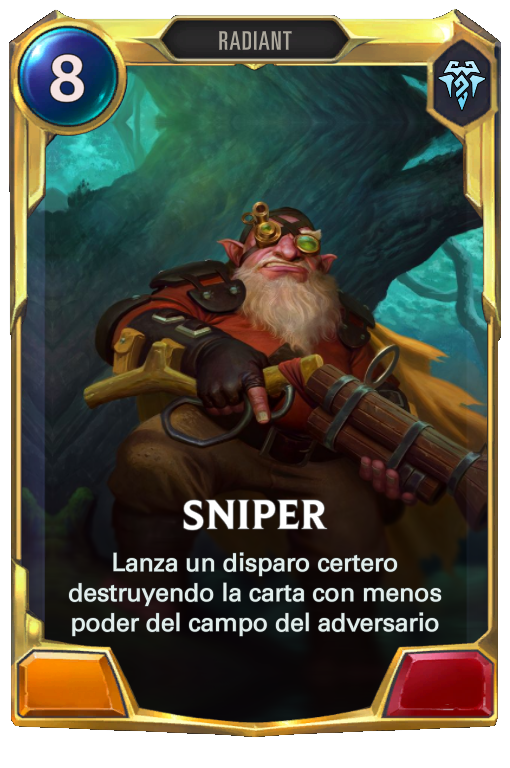 RADIANT
8
SNIPER
Lanza un disparo certero
destruyendo la carta con menos
poder del campo del adversario